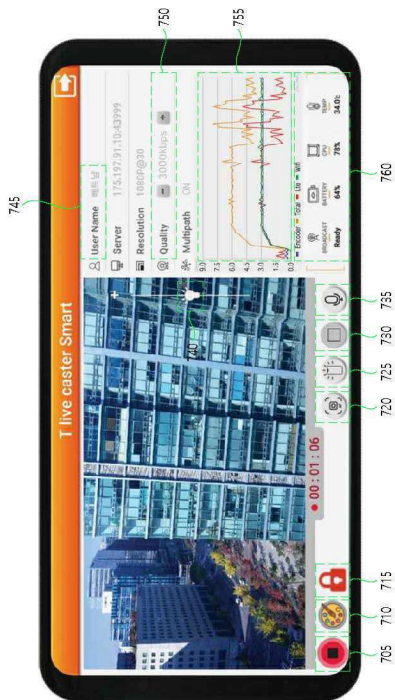 T live caster Smart
User Name 베트남
Server 175.197.91.10:43999
Resolution 1080P@30
Quality 3000kbps
Multipath ON
9.0
7.5
6.0
4.5
3.0
1.5
0.0
Encoder Total Lte Wifi
BROADCAST BATTERY CPU TEMP
Ready 64% 78% 34.0c
00 : 01 : 06
705
710
715
720
725
730
735
740
745
750
755
760